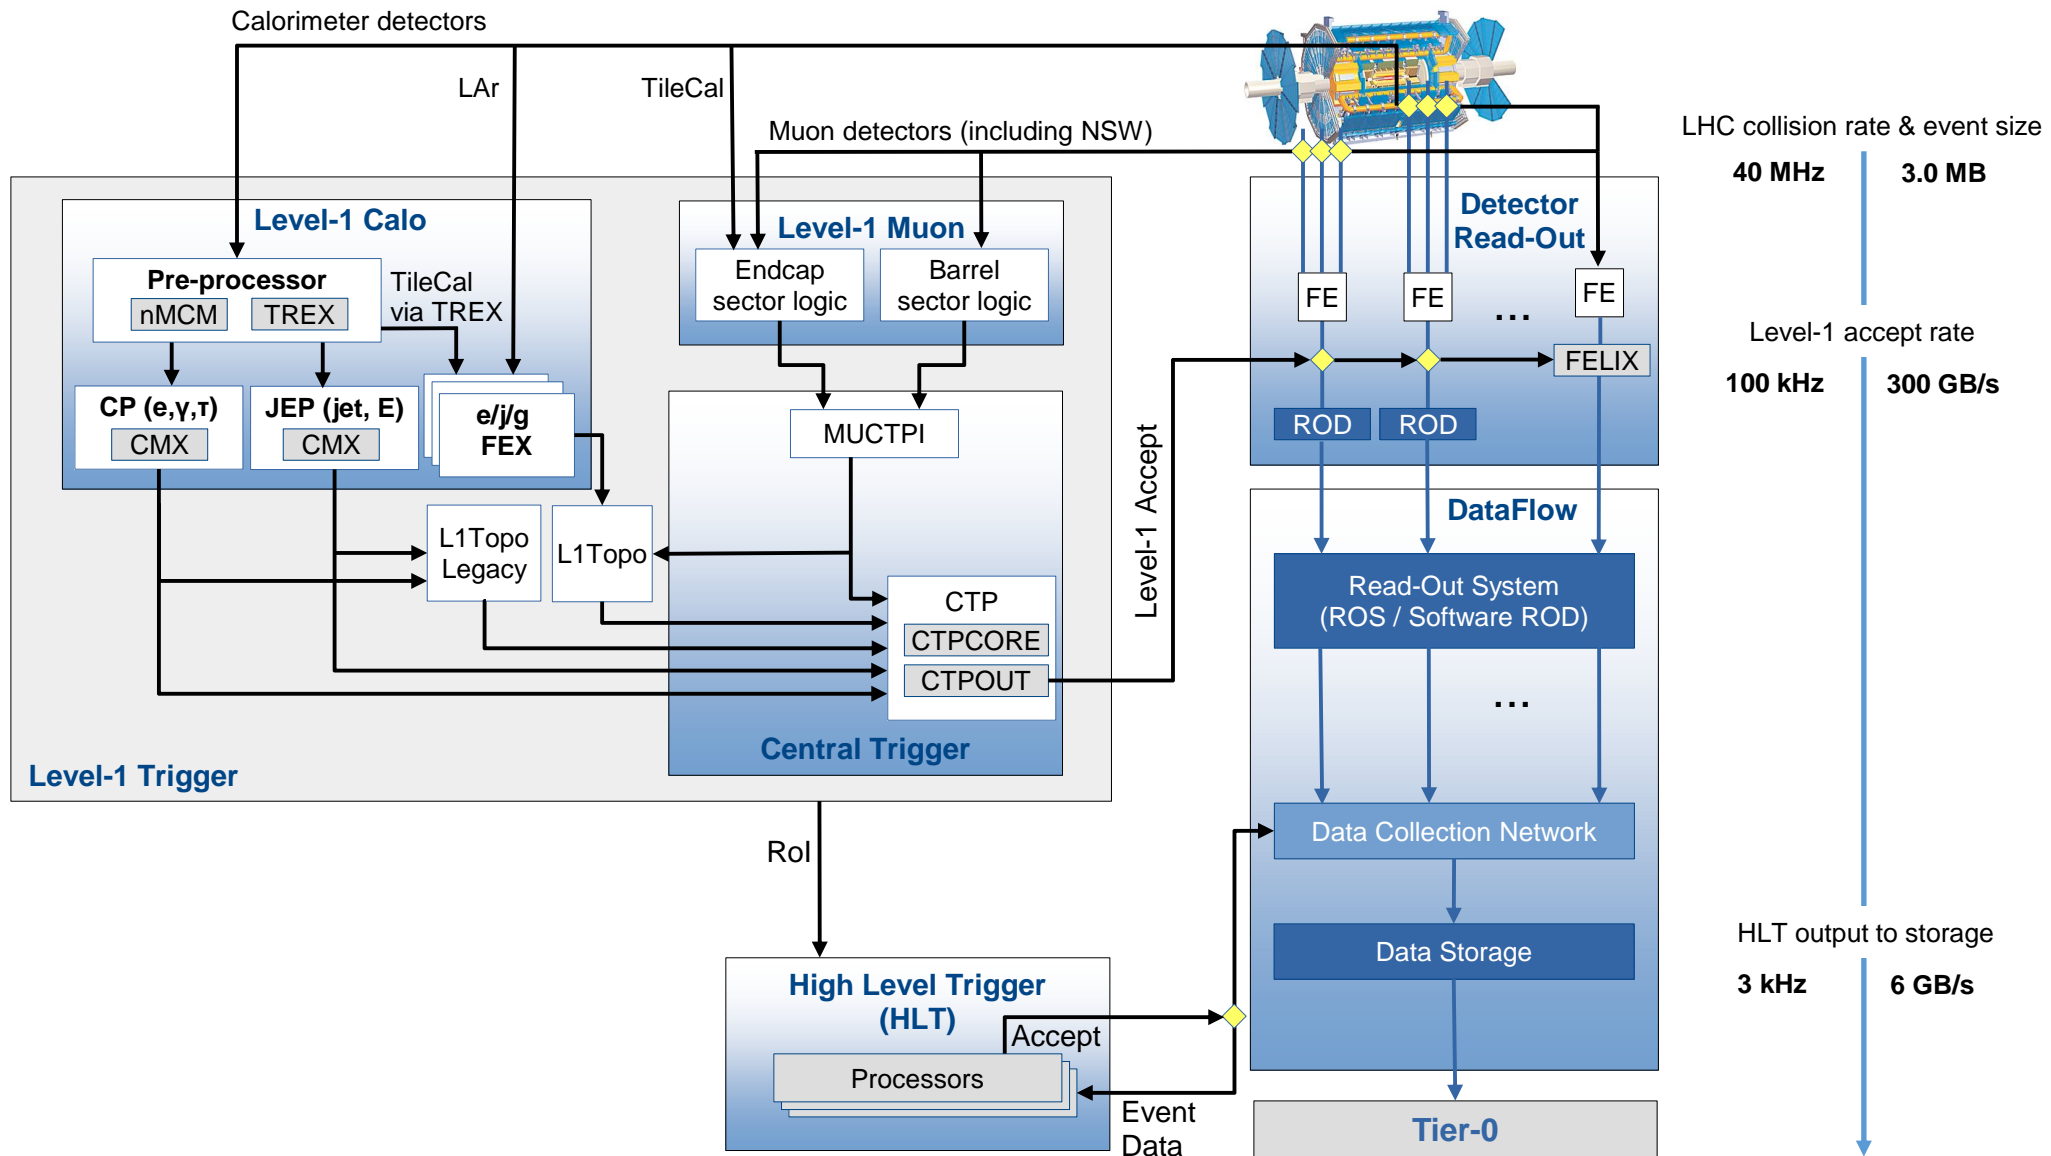 Calorimeter detectors
LAr
TileCal
Muon detectors (including NSW)
LHC collision rate & event size
40 MHz
3.0 MB
Level-1 Calo
Pre-processor
nMCM
TREX
TileCal
via TREX
CP (e,γ,τ)
CMX
JEP (jet, E)
CMX
e/j/g
FEX
Level-1 Muon
Endcap
sector logic
Barrel
sector logic
Detector
Read-Out
FE
FE
...
FE
FELIX
ROD
ROD
Level-1 accept rate
100 kHz
300 GB/s
MUCTPI
L1Topo
Legacy
L1Topo
CTP
CTPCORE
CTPOUT
Central Trigger
Level-1 Trigger
Level-1 Accept
DataFlow
Read-Out System
(ROS / Software ROD)
...
Data Collection Network
Data Storage
Tier-0
RoI
High Level Trigger
(HLT)
Accept
Processors
Event
Data
HLT output to storage
3 kHz
6 GB/s